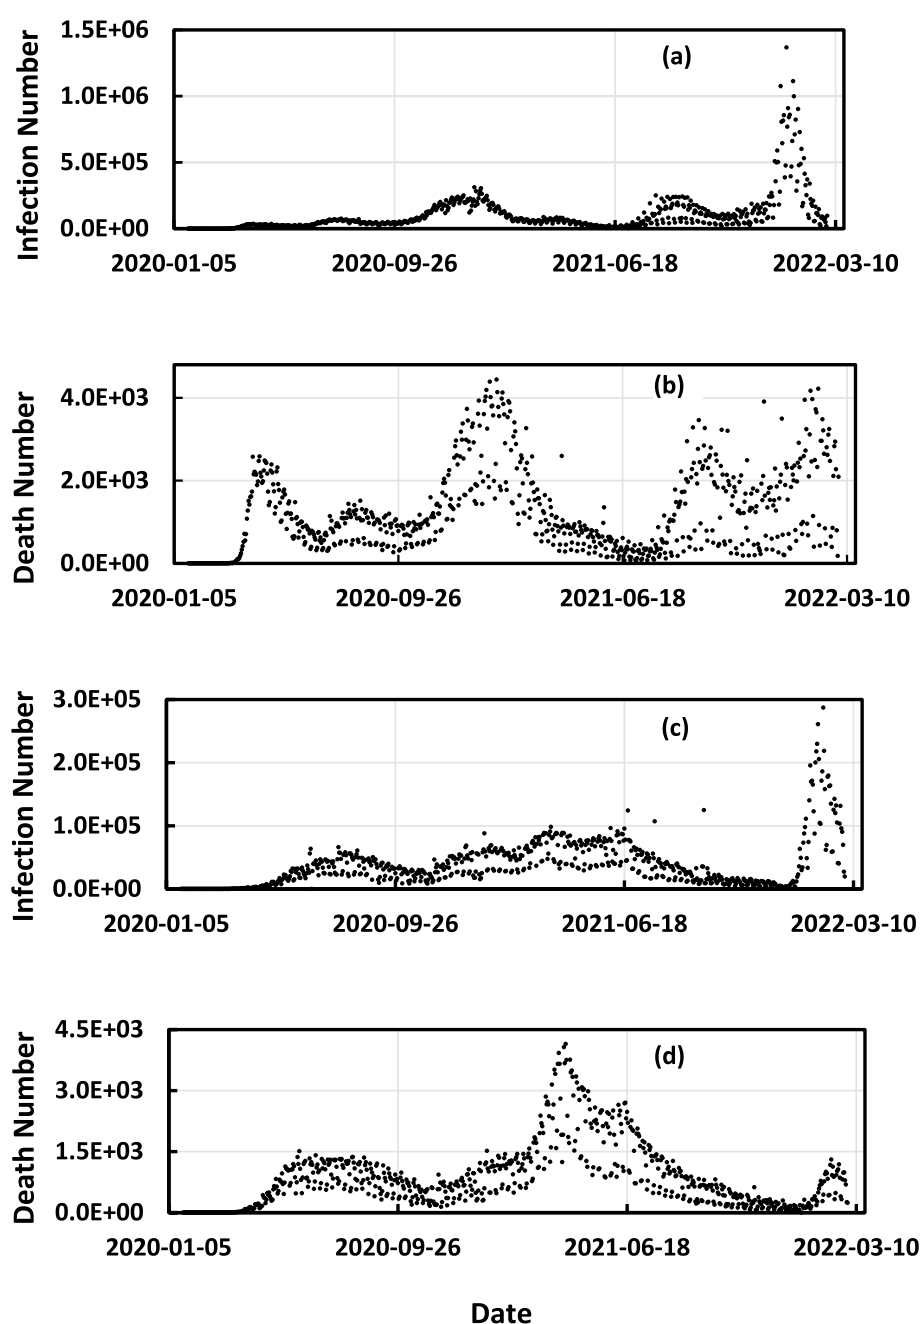 1.5E+06
(a)
1.0E+06
5.0E+05
0.0E+00
Infection Number
2020-01-05 2020-09-26 2021-06-18 2022-03-10
(b)
4.0E+03
2.0E+03
0.0E+00
Death Number
2020-01-05 2020-09-26 2021-06-18 2022-03-10
3.0E+05
(c)
2.0E+05
1.0E+05
0.0E+00
Infection Number
2020-01-05 2020-09-26 2021-06-18 2022-03-10
4.5E+03
(d)
3.0E+03
1.5E+03
0.0E+00
Death Number
2020-01-05 2020-09-26 2021-06-18 2022-03-10
Date